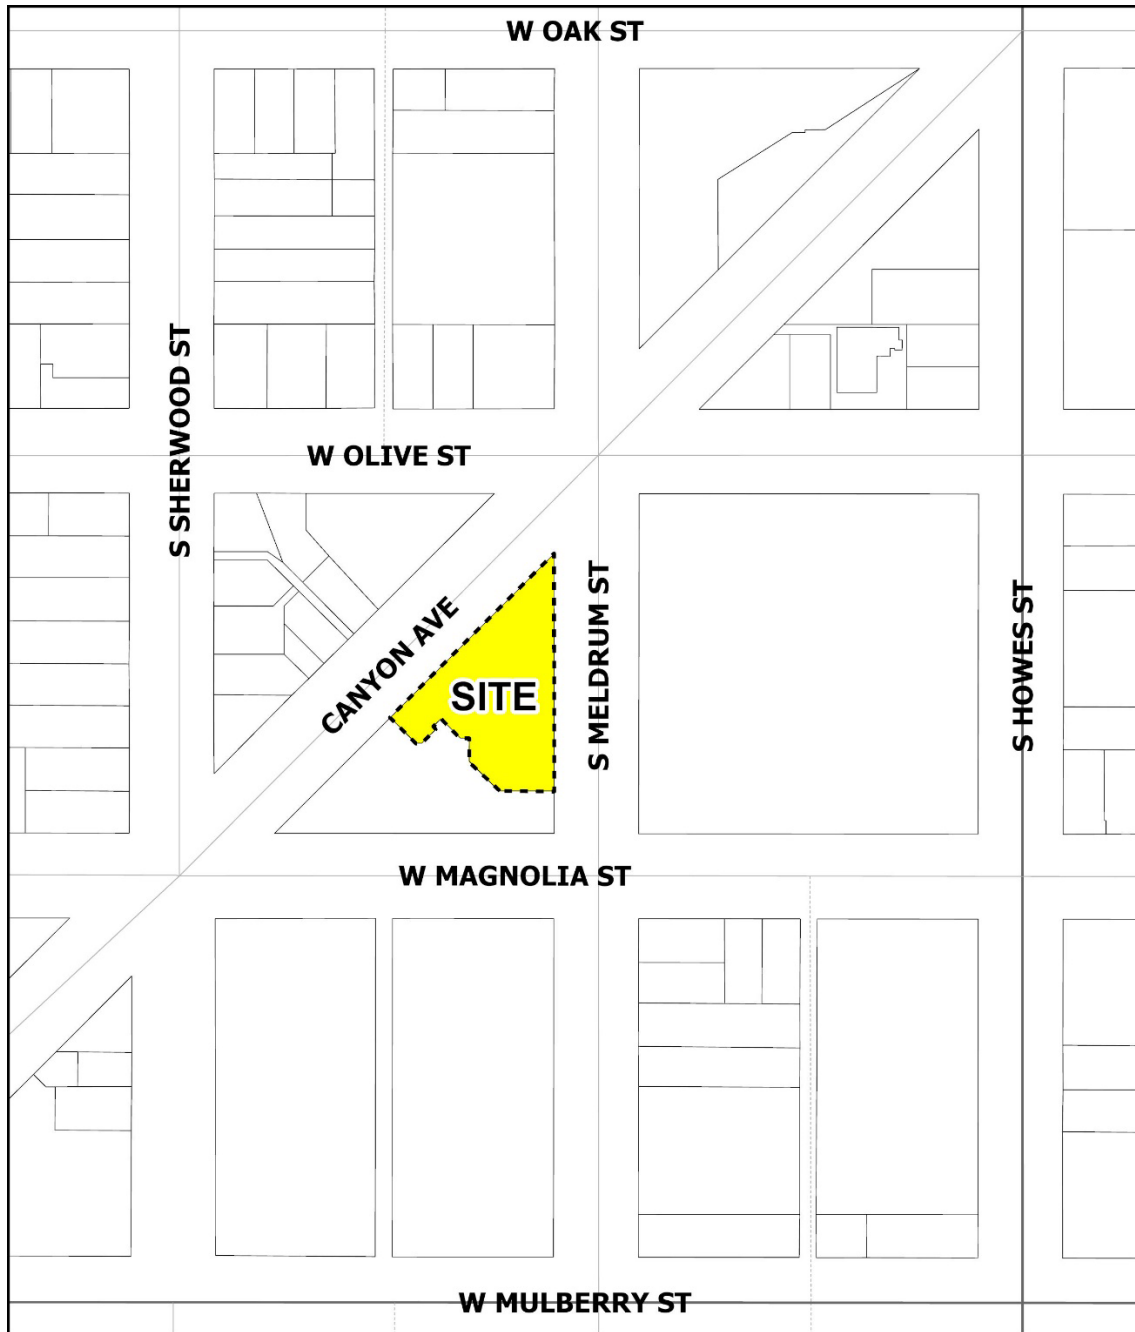 W OAK ST
S SHERWOOD ST
W OLIVE ST
CANYON AVE
SITE
S MELDRUM ST
S HOWES ST
W MAGNOLIA ST
W MULBERRY ST